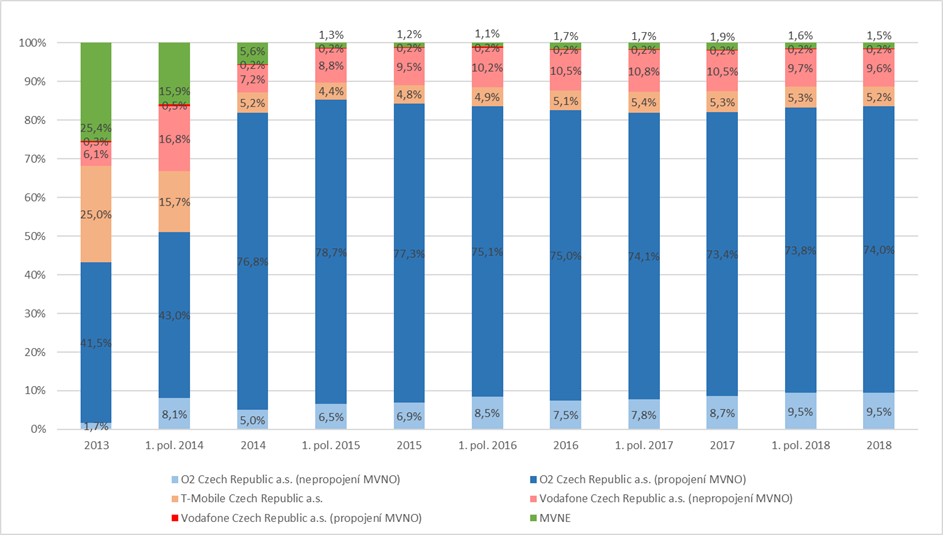 1,3% 1,2% 1,1% 1,7% 1,7% 1,9% 1,6% 1,5%
100% 5,6% 0,2% 0,2% 0,2% 0,2% 0,2% 0,2% 0,2% 0,2%
90% 15,9% 0,2% 7,2% 8,8% 9,5% 10,2% 10,5% 10,8% 10,5% 9,7% 9,6%
0,5% 5,2% 4,4% 4,8% 4,9% 5,1% 5,4% 5,3% 5,3% 5,2%
80% 25,4%
0,3% 16,8%
70% 6,1%
60% 25,0% 15,7%
50% 76,8% 78,7% 77,3% 75,1% 75,0% 74,1% 73,4% 73,8% 74,0%
40%
30% 41,5% 43,0%
20%
10% 8,1% 5,0% 6,5% 6,9% 8,5% 7,5% 7,8% 8,7% 9,5% 9,5%
0% 1,7%
2013 1. pol. 2014 2014 1. pol. 2015 2015 1. pol. 2016 2016 1. pol. 2017 2017 1. pol. 2018 2018
O2 Czech Republic a.s. (nepropojení MVNO) O2 Czech Republic a.s. (propojení MVNO)
T-Mobile Czech Republic a.s. Vodafone Czech Republic a.s. (nepropojení MVNO)
Vodafone Czech Republic a.s. (propojení MVNO) MVNE